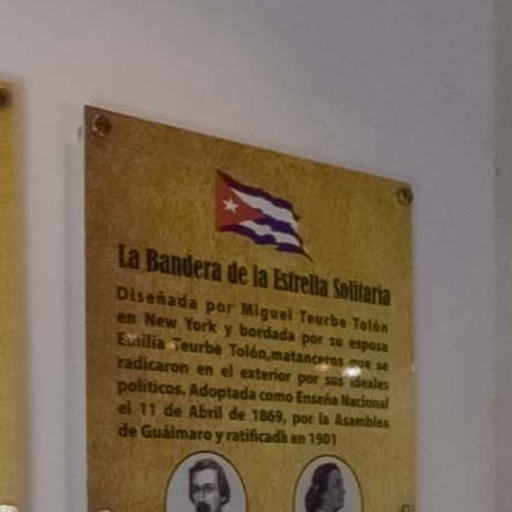 La Bandera de la Estrella Solitaria
Diseñada por Miguel Teurbe Tolón
en New York y bordada por su esposa
Emilia Teurbe Tolón,matanceros que se
radicaron en el exterior por sus ideales
políticos. Adoptada como Enseña Nacional
el 11 de Abril de 1869, por la Asamblea
de Guáimaro y ratificada en 1901